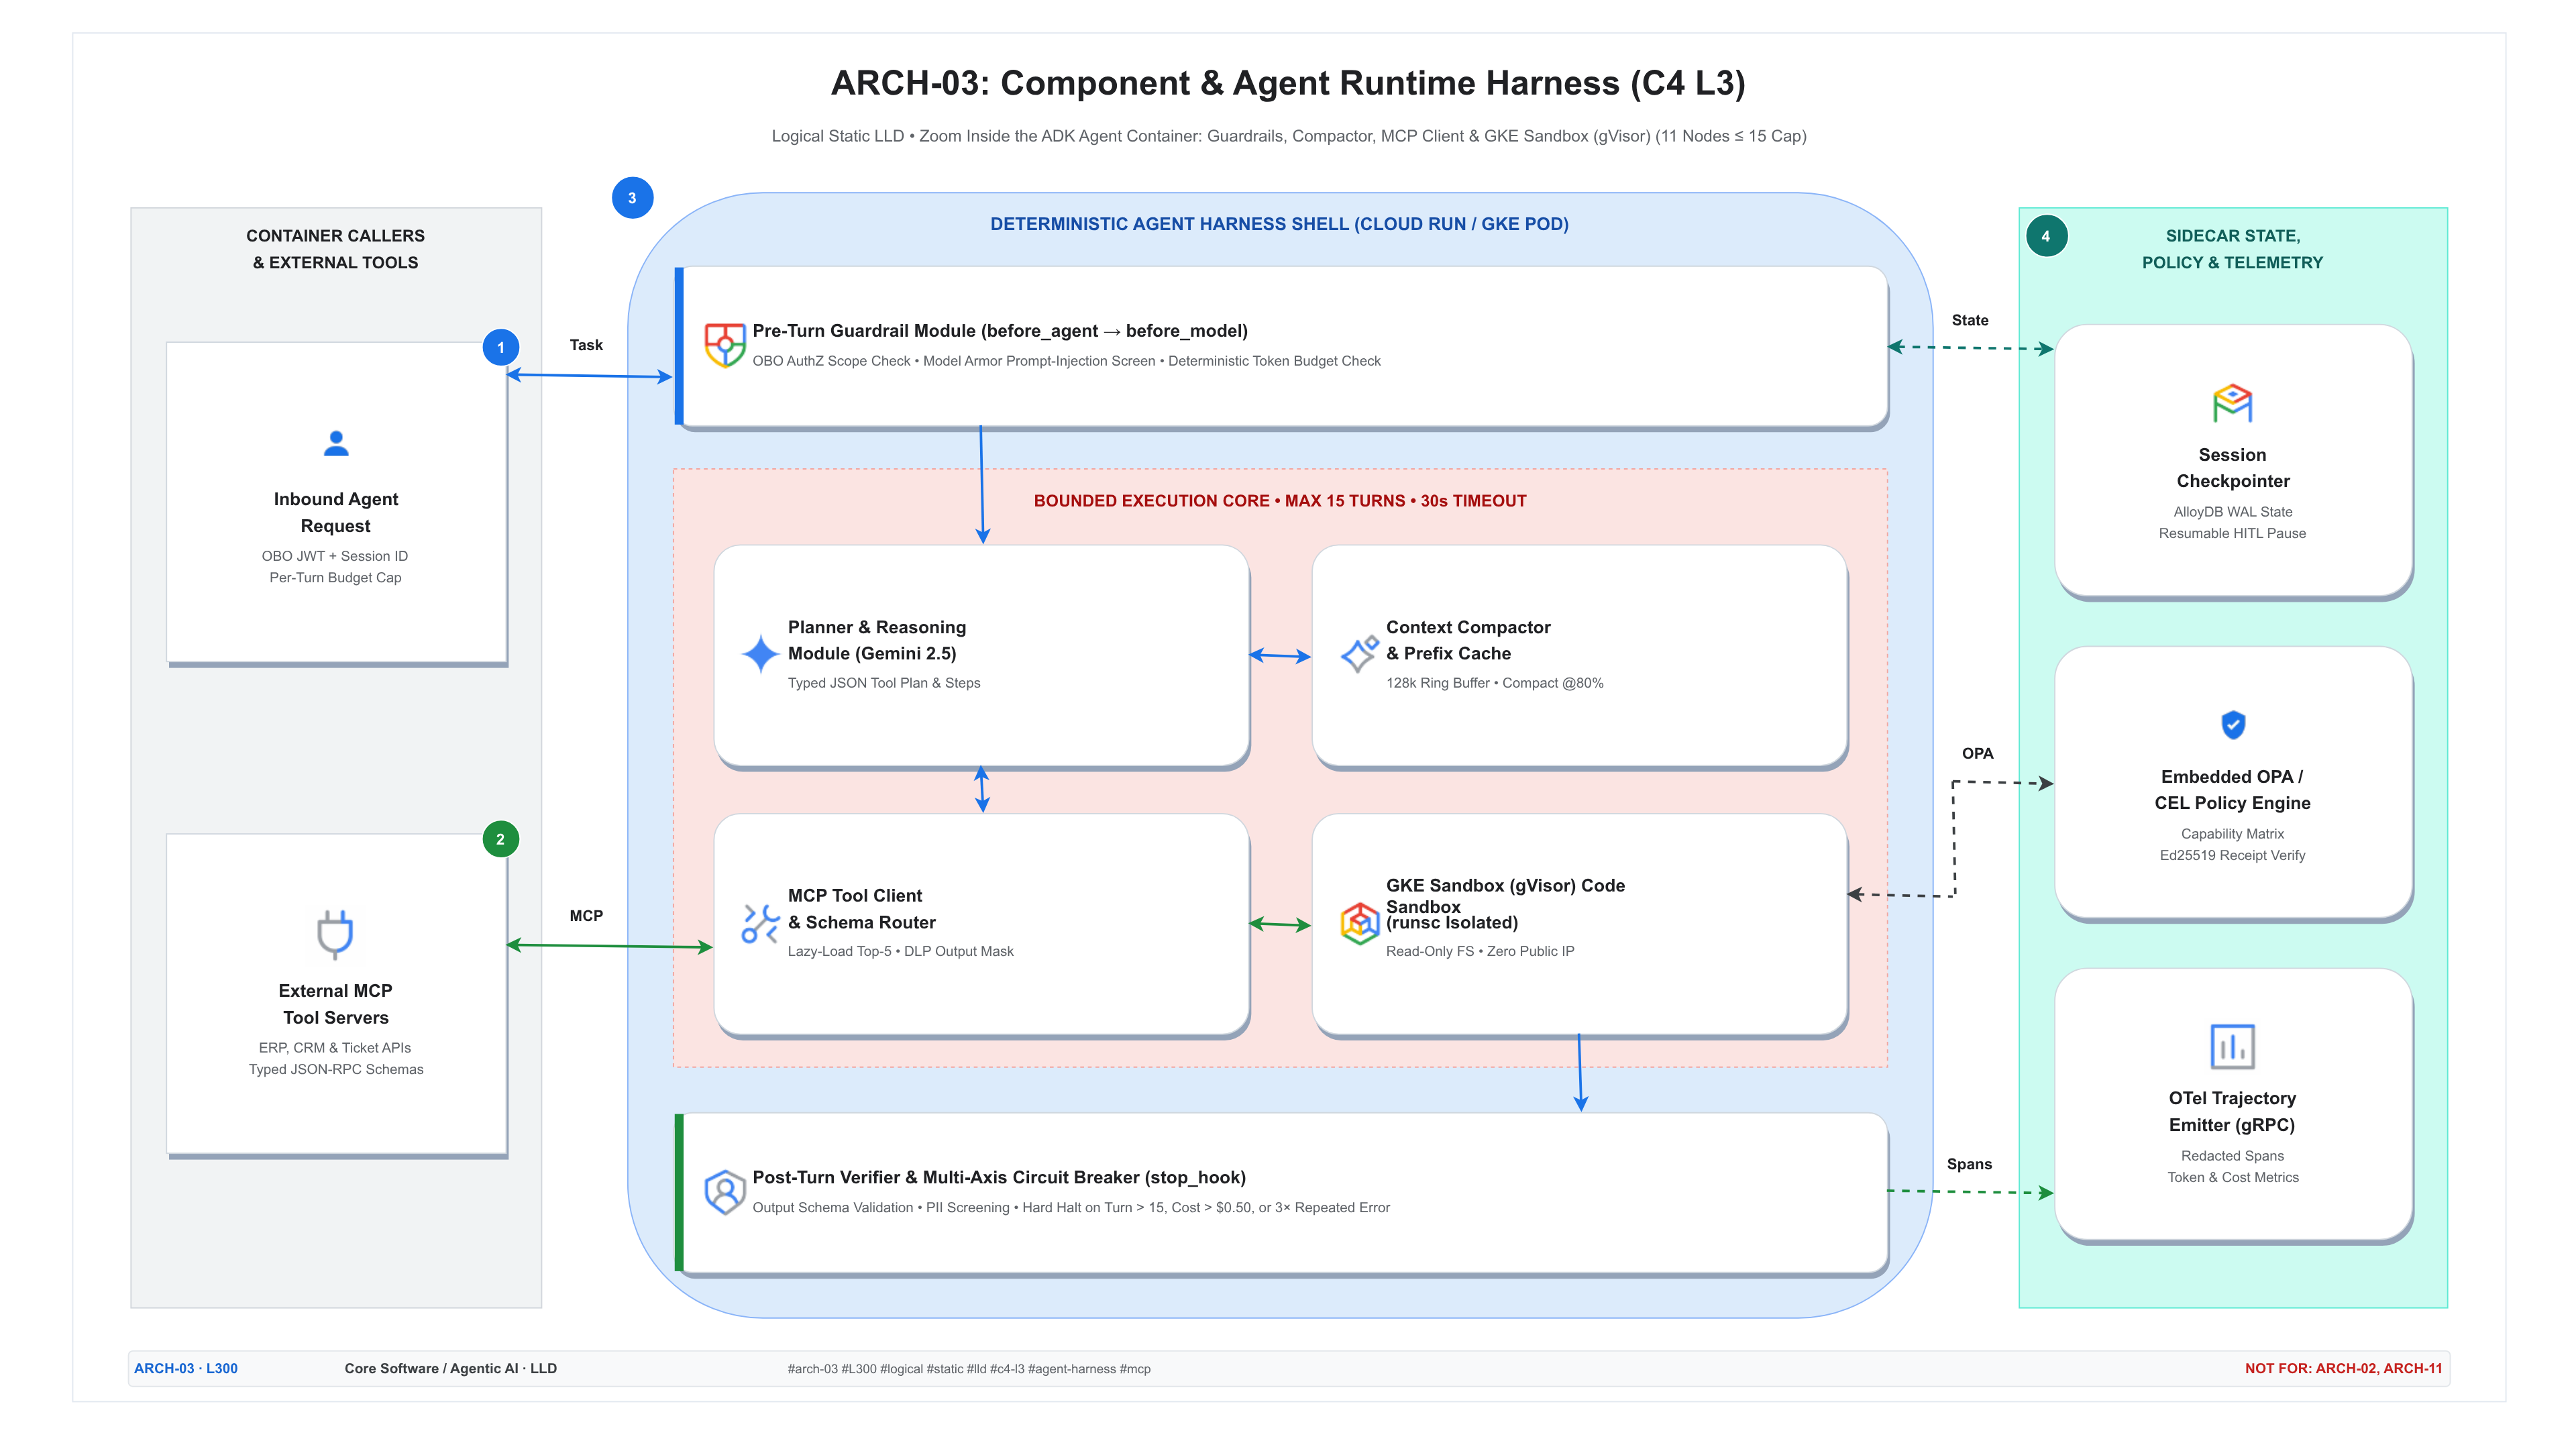 ARCH-03: Component & Agent Runtime Harness (C4 L3)
Logical Static LLD • Zoom Inside the ADK Agent Container: Guardrails, Compactor, MCP Client & GKE Sandbox (gVisor) (11 Nodes ≤ 15 Cap)
CONTAINER CALLERS
& EXTERNAL TOOLS
1
Inbound Agent
Request
OBO JWT + Session ID
Per-Turn Budget Cap
2
External MCP
Tool Servers
ERP, CRM & Ticket APIs
Typed JSON-RPC Schemas
Task
MCP
3
DETERMINISTIC AGENT HARNESS SHELL (CLOUD RUN / GKE POD)
Pre-Turn Guardrail Module (before_agent → before_model)
OBO AuthZ Scope Check • Model Armor Prompt-Injection Screen • Deterministic Token Budget Check
BOUNDED EXECUTION CORE • MAX 15 TURNS • 30s TIMEOUT
Planner & Reasoning
Module (Gemini 2.5)
Typed JSON Tool Plan & Steps
Context Compactor
& Prefix Cache
128k Ring Buffer • Compact @80%
MCP Tool Client
& Schema Router
Lazy-Load Top-5 • DLP Output Mask
GKE Sandbox (gVisor) Code
Sandbox
(runsc Isolated)
Read-Only FS • Zero Public IP
Post-Turn Verifier & Multi-Axis Circuit Breaker (stop_hook)
Output Schema Validation • PII Screening • Hard Halt on Turn > 15, Cost > $0.50, or 3× Repeated Error
State
OPA
Spans
4
SIDECAR STATE,
POLICY & TELEMETRY
Session
Checkpointer
AlloyDB WAL State
Resumable HITL Pause
Embedded OPA /
CEL Policy Engine
Capability Matrix
Ed25519 Receipt Verify
OTel Trajectory
Emitter (gRPC)
Redacted Spans
Token & Cost Metrics
ARCH-03 · L300
Core Software / Agentic AI · LLD
#arch-03 #L300 #logical #static #lld #c4-l3 #agent-harness #mcp
NOT FOR: ARCH-02, ARCH-11